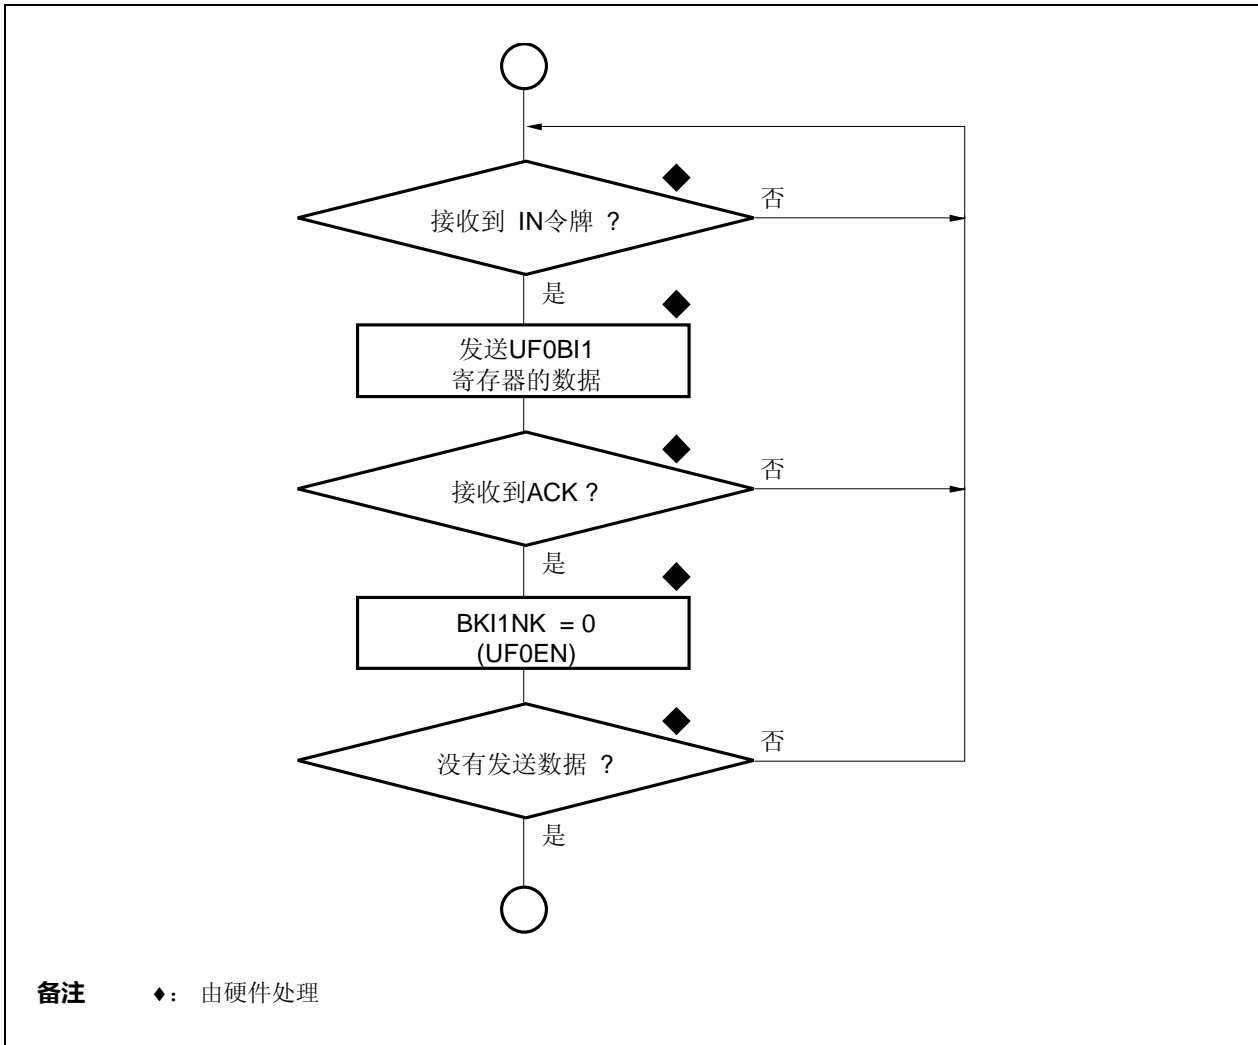 接收到 IN令牌 ?
否
是
发送UF0BI1
寄存器的数据
接收到ACK ?
否
是
BKI1NK = 0
(UF0EN)
没有发送数据 ?
否
是
备注 ♦： 由硬件处理